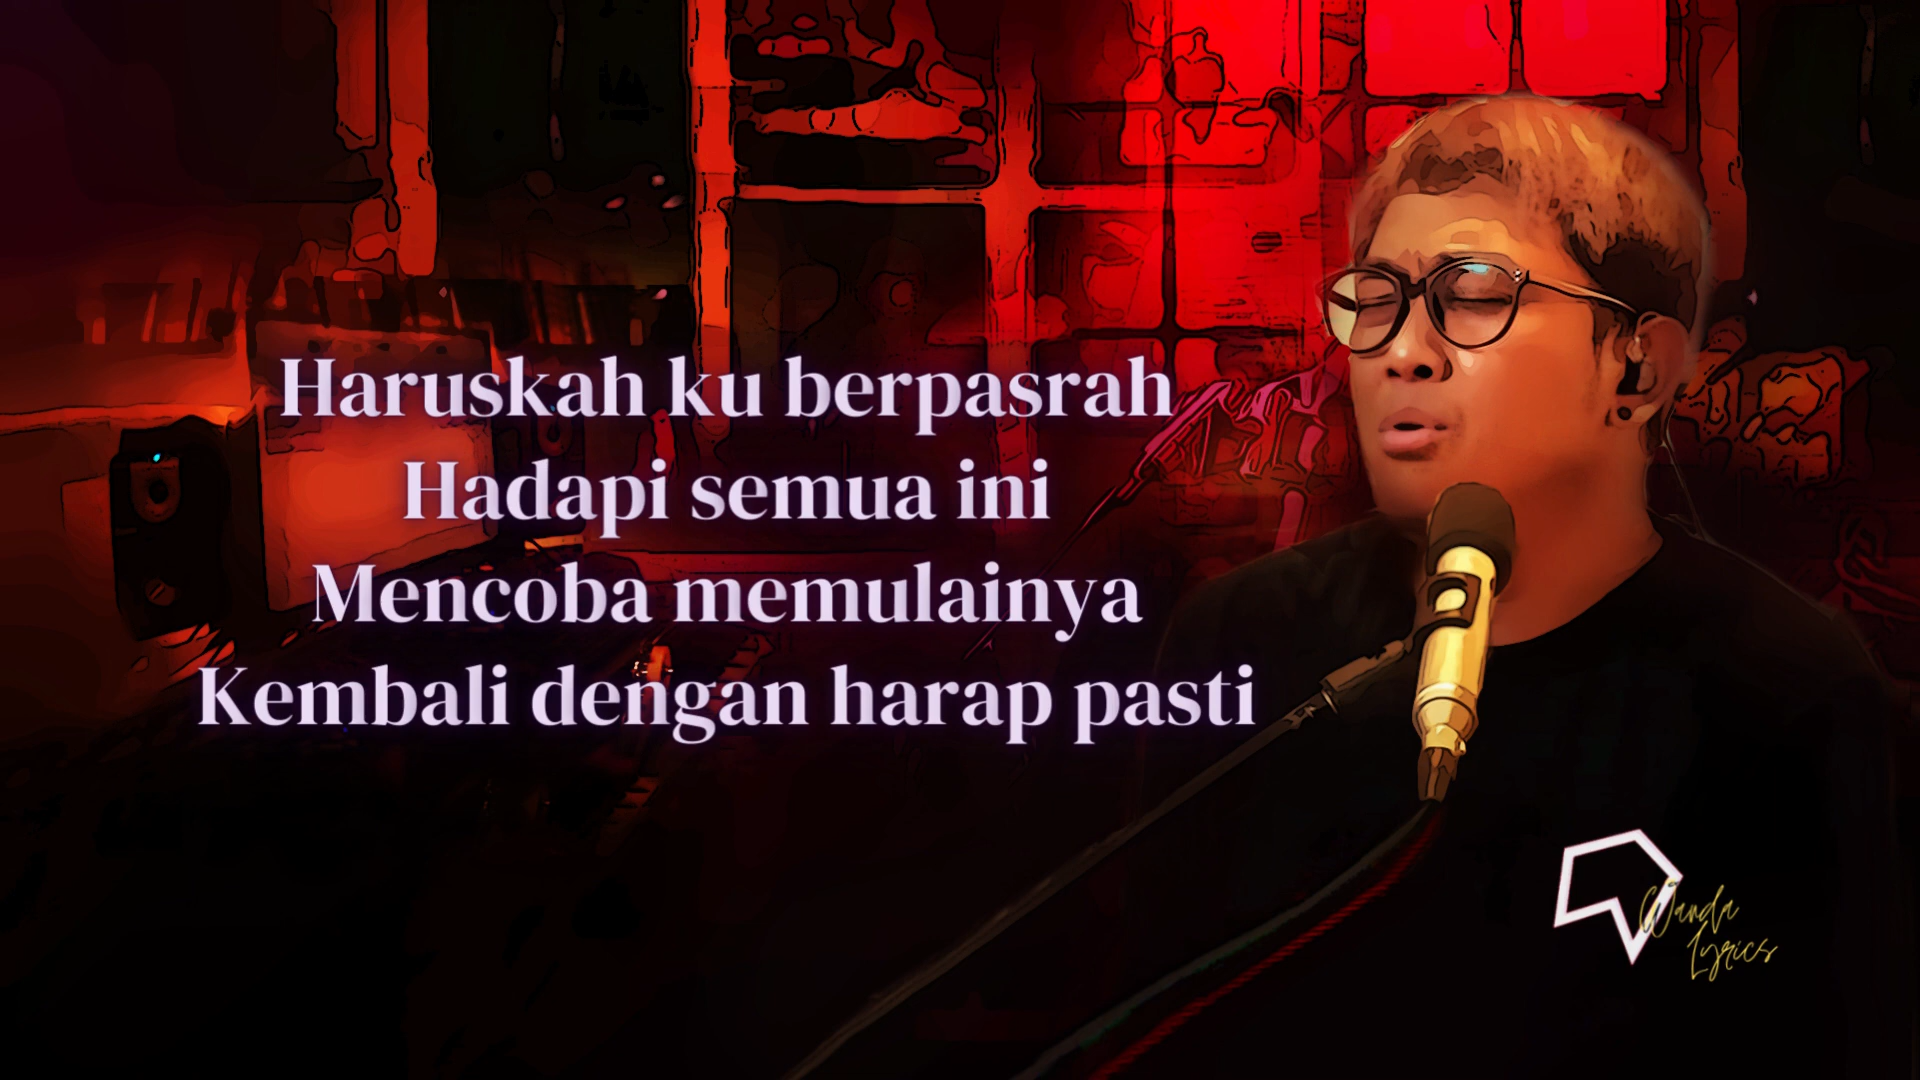 Haruskah ku berpasrah
Hadapi semua ini
Mencoba memulainya
Kembali dengan harap pasti
Wanda
Lyrics